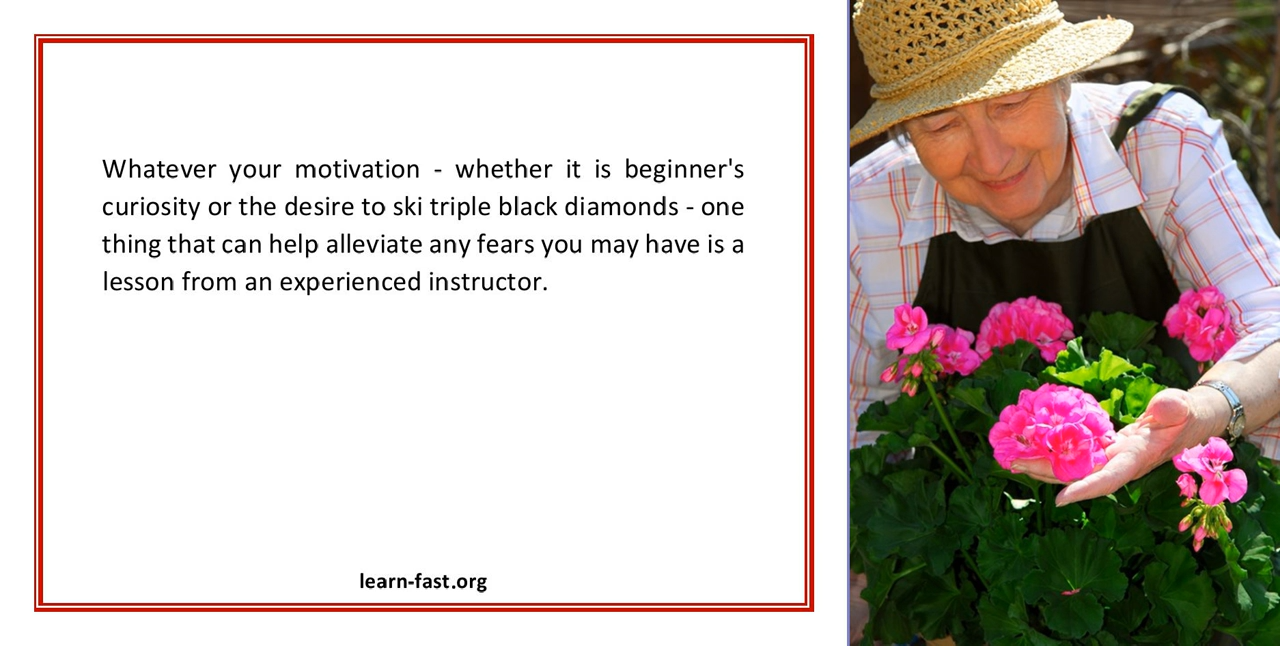 Whatever your motivation - whether it is beginner's
curiosity or the desire to ski triple black diamonds - one
thing that can help alleviate any fears you may have is a
lesson from an experienced instructor.
learn-fast.org